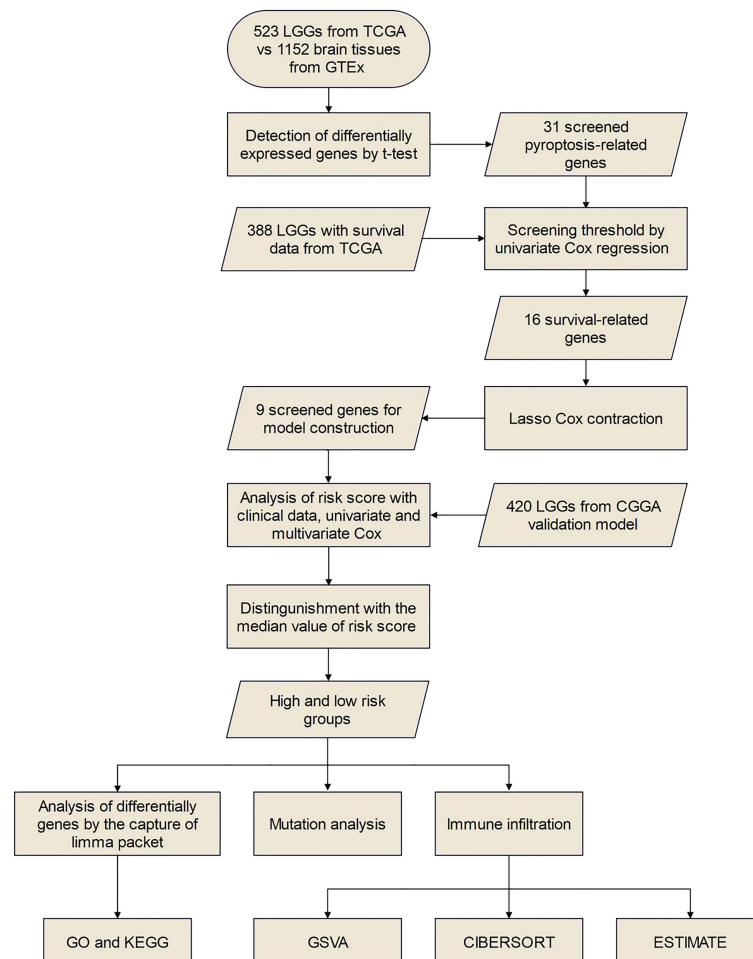 523 LGGs from TCGA
vs 1152 brain tissues
from GTEx
Detection of differentially
expressed genes by t-test
31 screened
pyroptosis-related
genes
388 LGGs with survival
data from TCGA
Screening threshold by
univariate Cox regression
16 survival-related
genes
9 screened genes for
model construction
Lasso Cox contraction
Analysis of risk score with
clinical data, univariate and
multivariate Cox
420 LGGs from CGGA
validation model
Distingunishment with the
median value of risk score
High and low risk
groups
Analysis of differentially
genes by the capture of
limma packet
Mutation analysis
Immune infiltration
GO and KEGG
GSVA
CIBERSORT
ESTIMATE